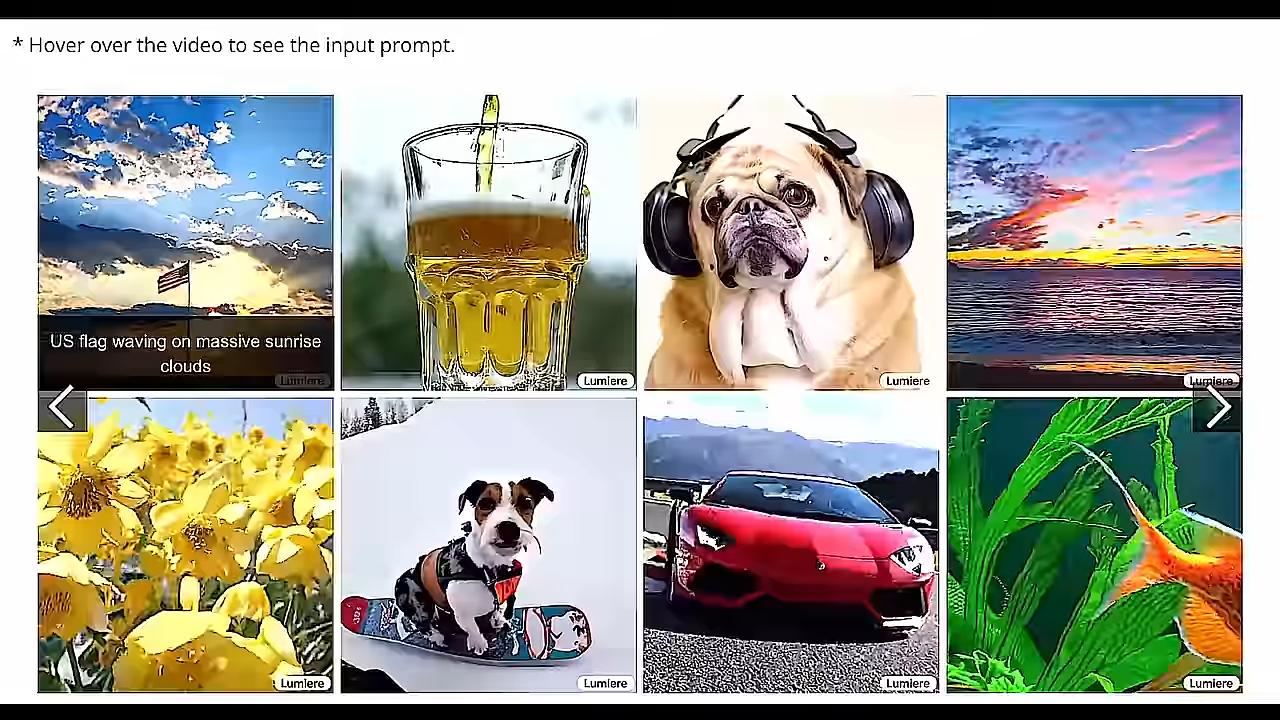 * Hover over the video to see the input prompt.
US flag waving on massive sunrise
clouds
Lumiere
Lumiere
Lumiere
Lumiere
Lumiere
Lumiere
Lumiere
Lumiere